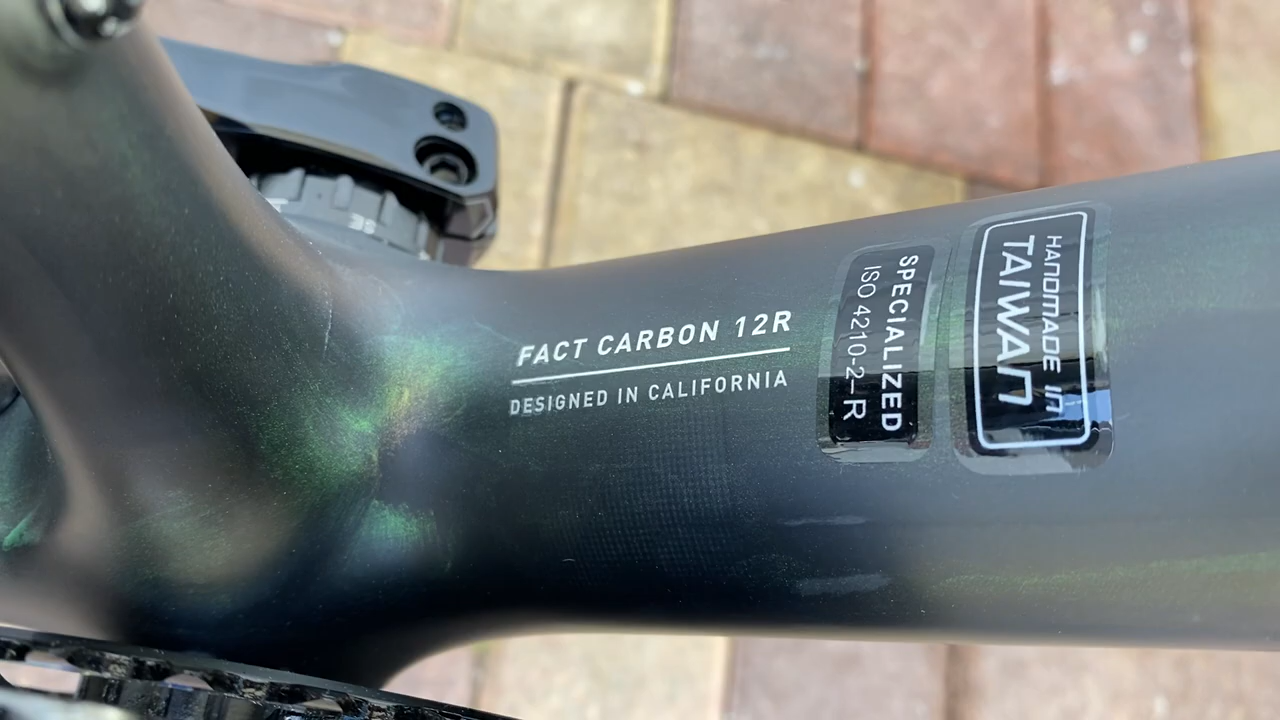 FACT CARBON 12R
DESIGNED IN CALIFORNIA
SPECIALIZED
ISO 4210-2-R
HANDMADE IN
TAIWAN